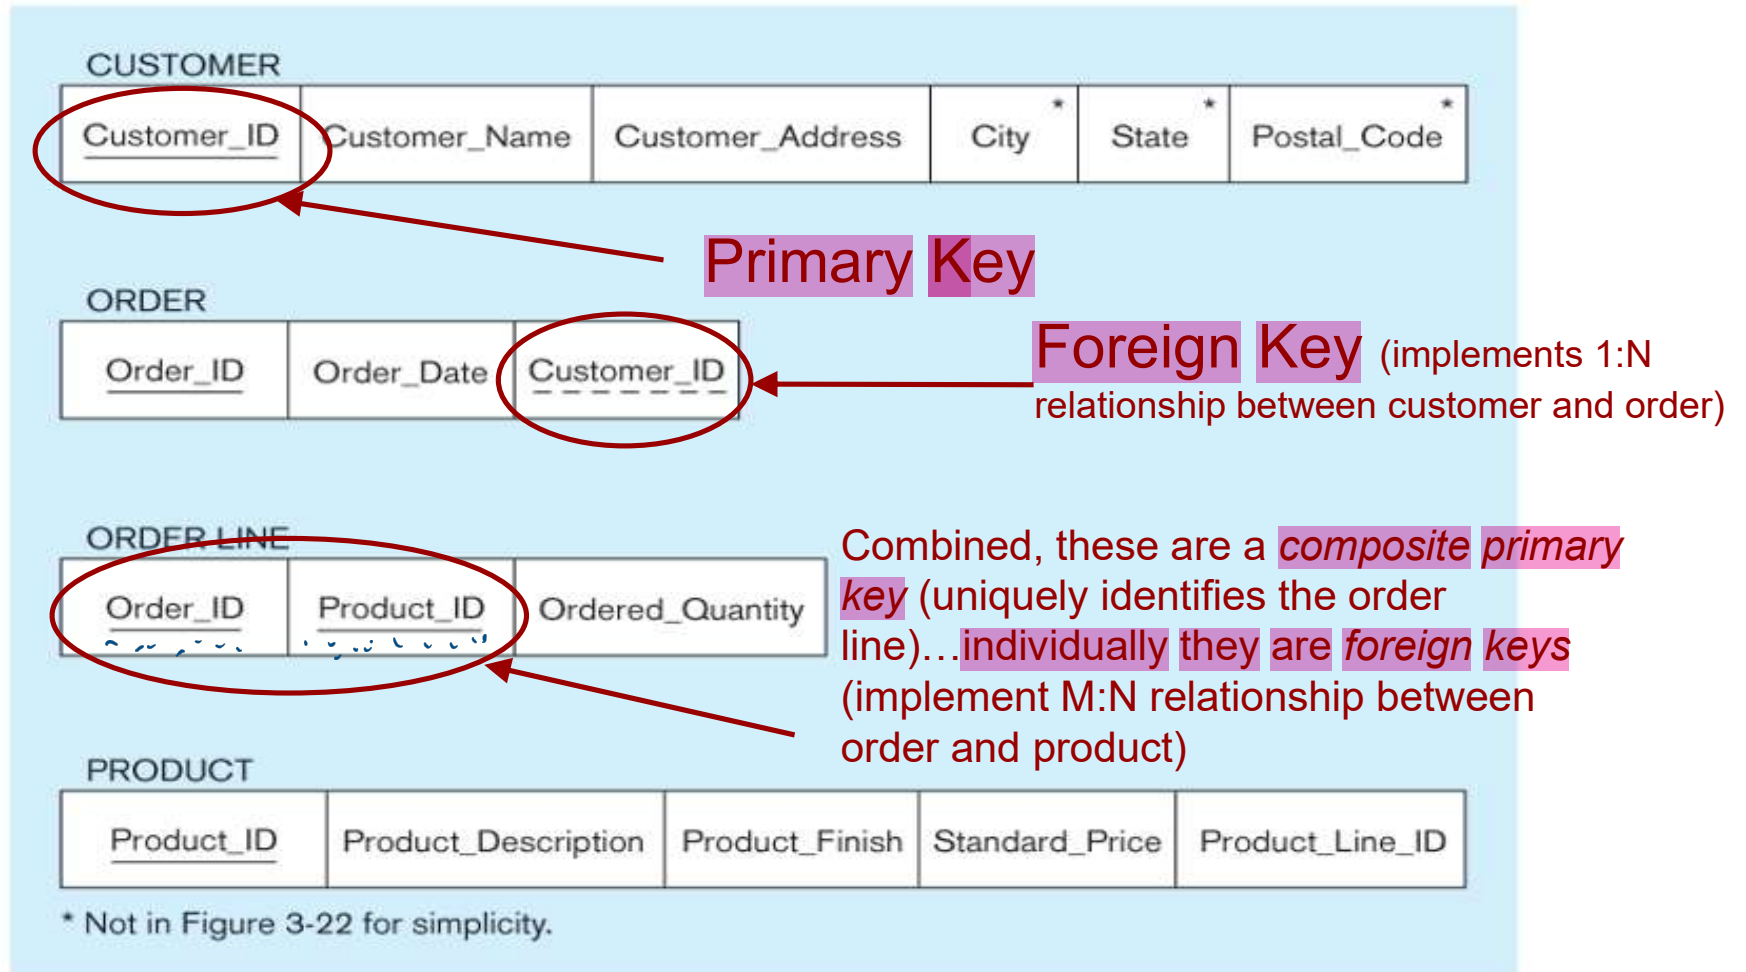 CUSTOMER
Customer_ID Customer_Name Customer_Address City * State * Postal_Code *
Primary Key
ORDER
Order_ID Order_Date Customer_ID
Foreign Key (implements 1:N
relationship between customer and order)
ORDER LINE
Order_ID Product_ID Ordered_Quantity
Combined, these are a composite primary
key (uniquely identifies the order
line)…individually they are foreign keys
(implement M:N relationship between
order and product)
PRODUCT
Product_ID Product_Description Product_Finish Standard_Price Product_Line_ID
* Not in Figure 3-22 for simplicity.